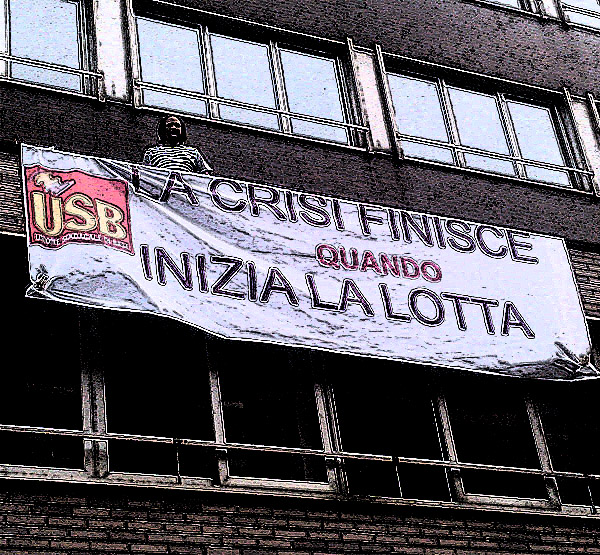 USB
LA CRISI FINISCE
QUANDO
INIZIA LA LOTTA